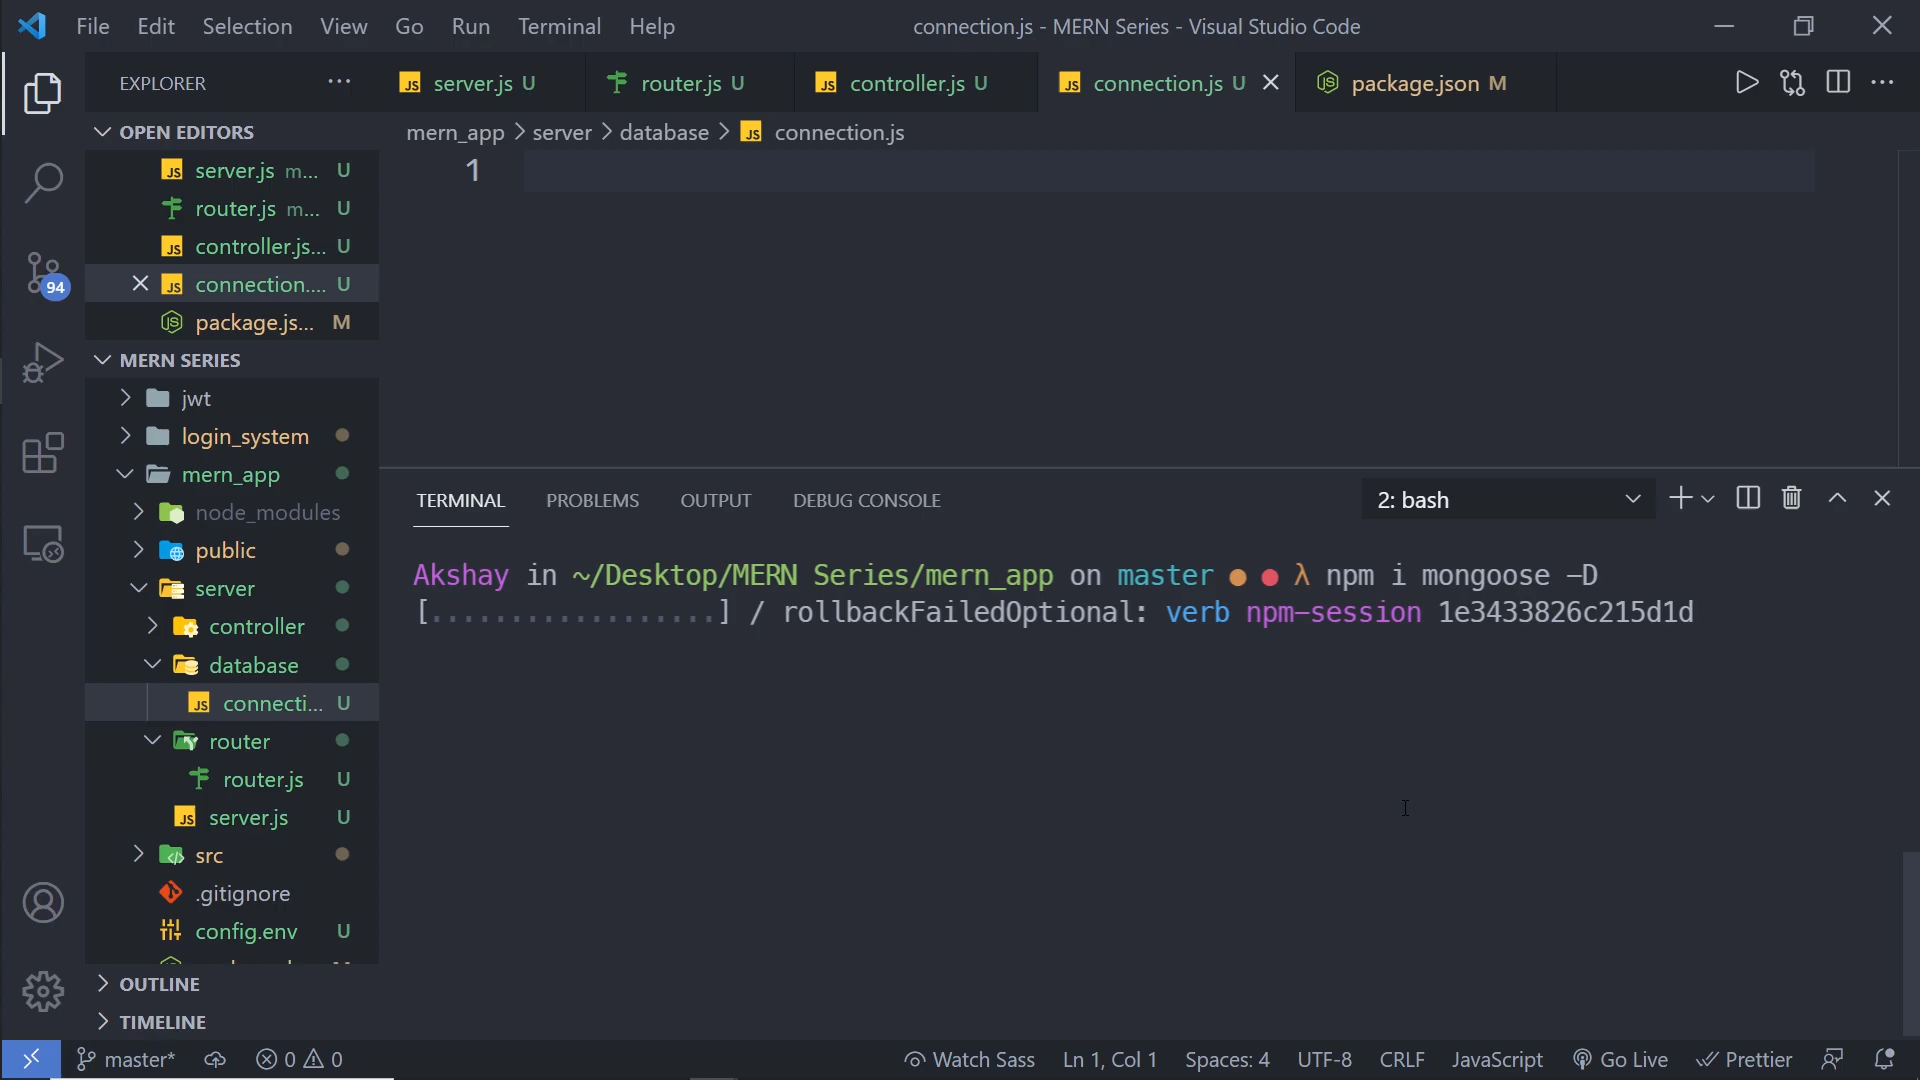 File Edit Selection View Go Run Terminal Help
connection.js - MERN Series - Visual Studio Code
EXPLORER
server.js U
router.js U
controller.js U
connection.js U
package.json M
OPEN EDITORS
server.js m... U
router.js m... U
controller.js... U
connection.... U
package.js... M
mern_app > server > database > JS connection.js
1
94
MERN SERIES
jwt
login_system
mern_app
node_modules
public
server
controller
database
connecti... U
router
router.js U
server.js U
src
.gitignore
config.env U
OUTLINE
TIMELINE
TERMINAL PROBLEMS OUTPUT DEBUG CONSOLE
2: bash
Akshay in ~/Desktop/MERN Series/mern_app on master ● ● λ npm i mongoose -D
[..................] / rollbackFailedOptional: verb npm-session 1e3433826c215d1d
master* 0 0
Watch Sass Ln 1, Col 1 Spaces: 4 UTF-8 CRLF JavaScript Go Live Prettier